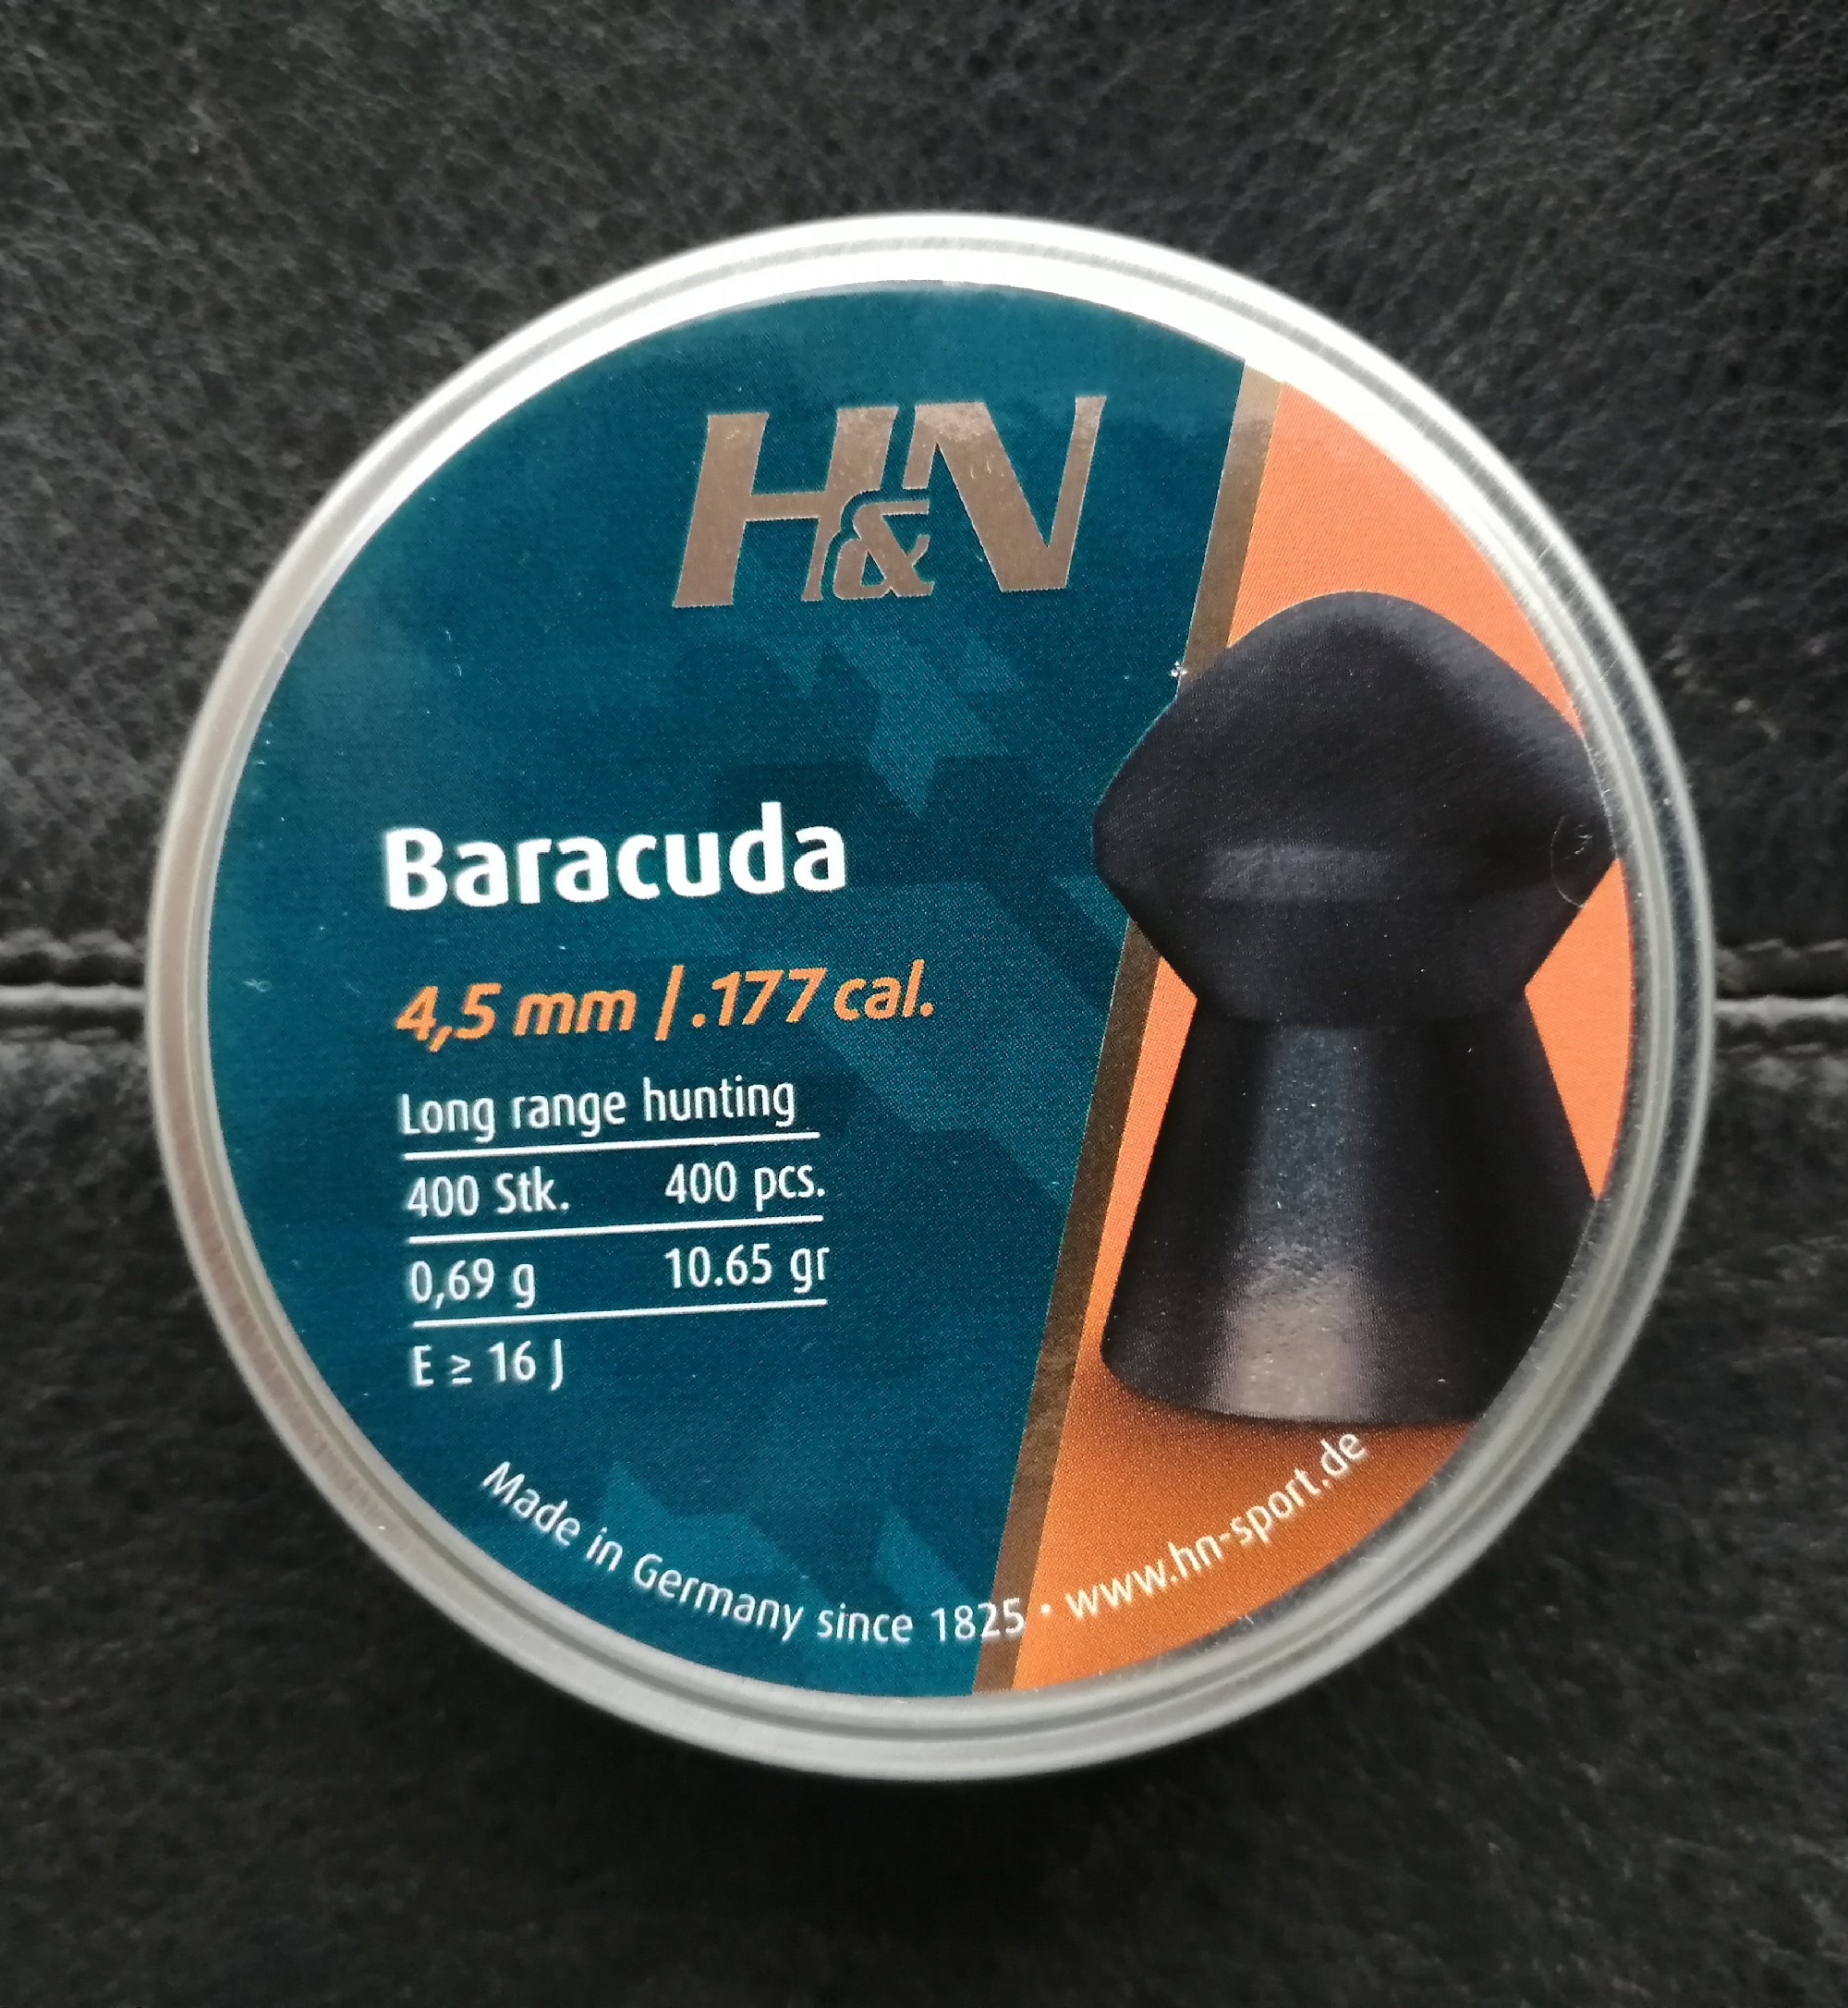 H&N
Baracuda
4,5 mm / .177 cal.
Long range hunting
400 Stk. 400 pcs.
0,69 g 10.65 gr
E ≥ 16 J
Made in Germany since 1825 • www.hn-sport.de